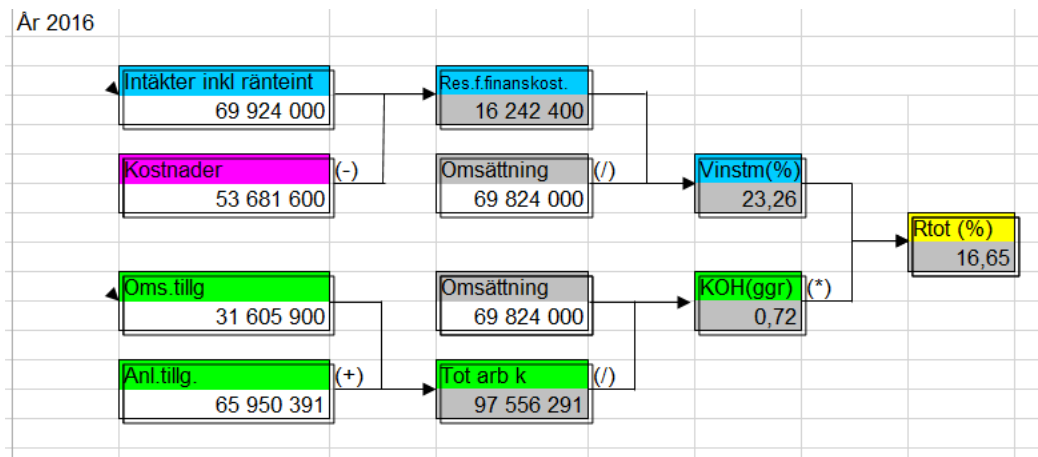 År 2016
Intäkter inkl ränteint
69 924 000
Res.f.finanskost.
16 242 400
Kostnader
(-)
53 681 600
Omsättning
(/)
69 824 000
Vinstm(%)
23,26
Rtot (%)
16,65
Oms.tillg
31 605 900
Omsättning
69 824 000
KOH(ggr)
(*)
0,72
Anl.tillg.
(+)
65 950 391
Tot arb k
(/)
97 556 291